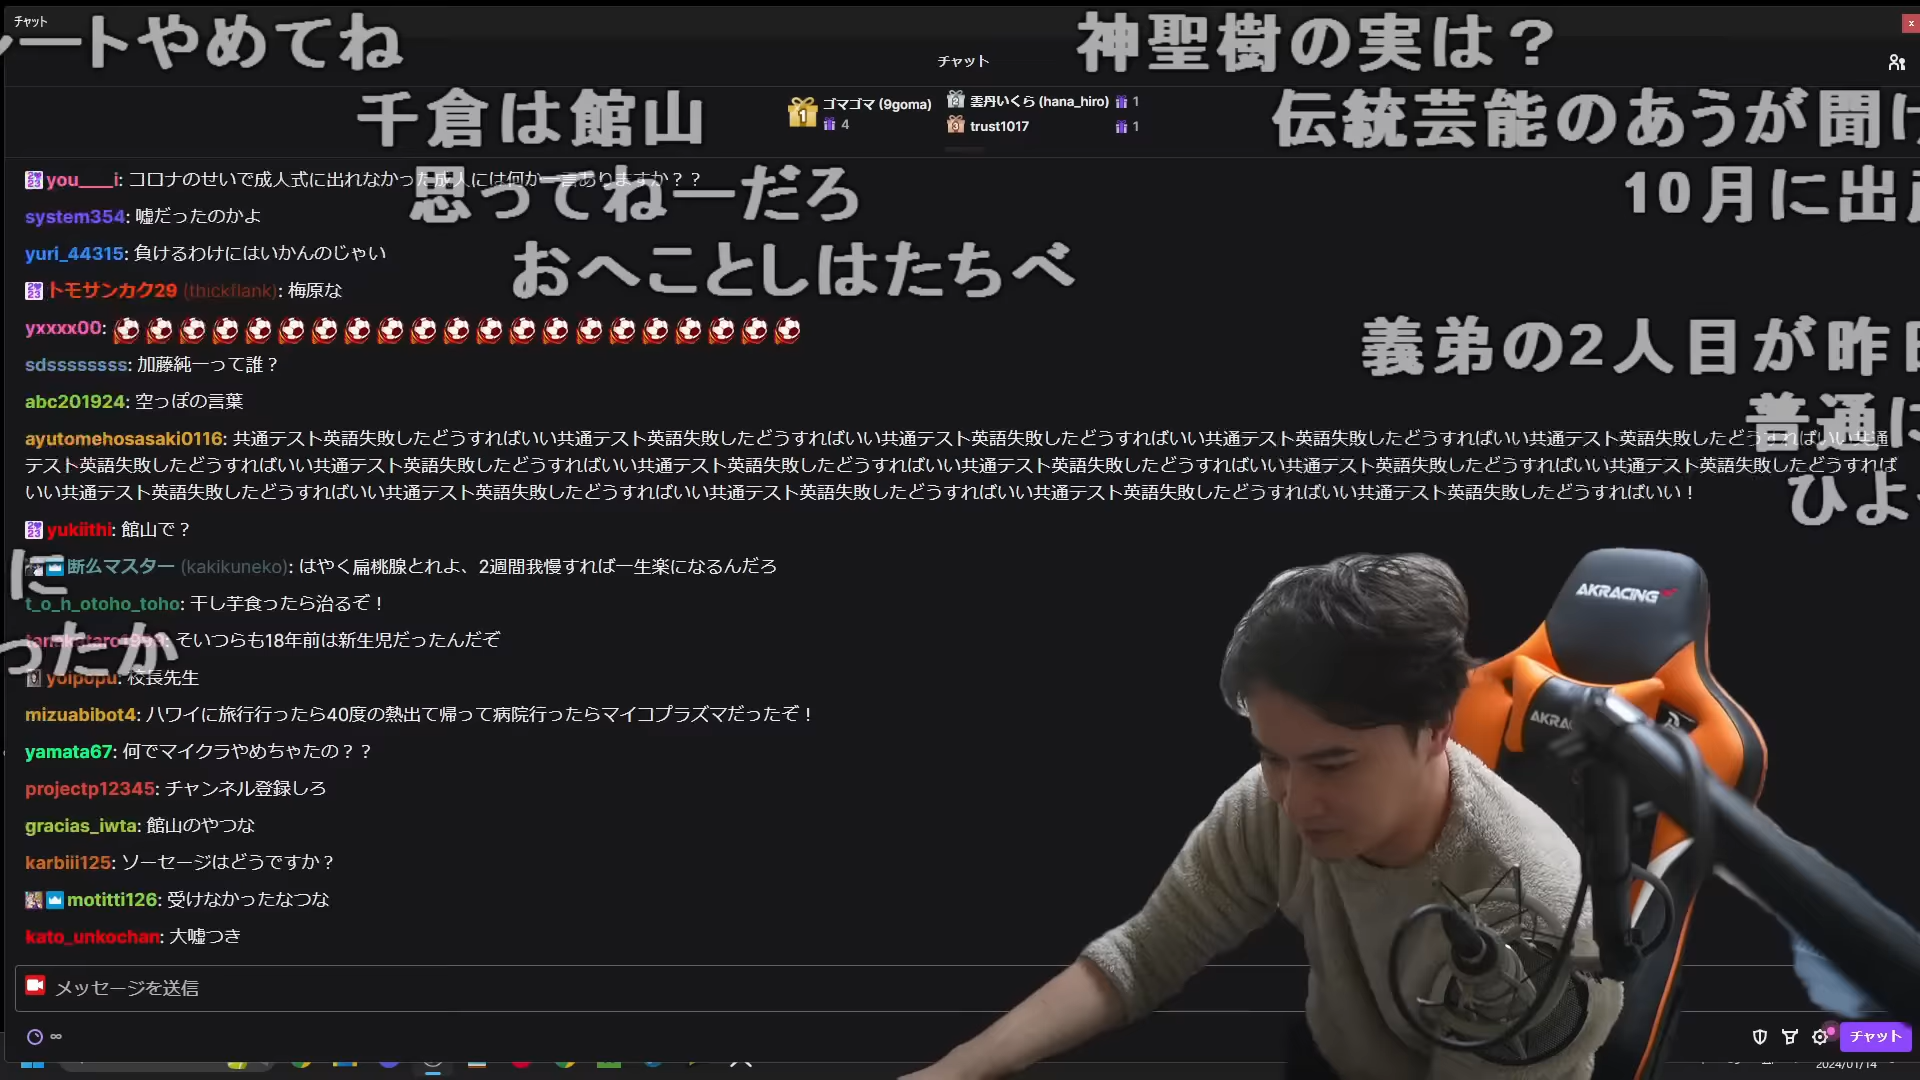 チャット
ートやめてね
神聖樹の実は？
チャット
千倉は館山
1 ゴマゴマ (9goma)
4
雲丹いくら (hana_hiro) 1
trust1017 1
伝統芸能のあうが聞け
you___i: コロナのせいで成人式に出れなかった成人には何か一言ありますか？？
思ってねーだろ
10月に出産
system354: 嘘だったのかよ
yuri_44315: 負けるわけにはいかんのじゃい
おへことしはたちべ
トモサンカク29 (thickflank): 梅原な
yxxxx00:
義弟の2人目が昨日
sdssssssss: 加藤純一って誰？
abc201924: 空っぽの言葉
普通に
ayutomehosasaki0116: 共通テスト英語失敗したどうすればいい共通テスト英語失敗したどうすればいい共通テスト英語失敗したどうすればいい共通テスト英語失敗したどうすればいい共通テスト英語失敗したどうすればいい共通
テスト英語失敗したどうすればいい共通テスト英語失敗したどうすればいい共通テスト英語失敗したどうすればいい共通テスト英語失敗したどうすればいい共通テスト英語失敗したどうすればいい共通テスト英語失敗したどうすれば
いい共通テスト英語失敗したどうすればいい共通テスト英語失敗したどうすればいい共通テスト英語失敗したどうすればいい共通テスト英語失敗したどうすればいい共通テスト英語失敗したどうすればいい！
ひよ
yukiithi: 館山で？
に
断么マスター (kakikuneko): はやく扁桃腺とれよ、2週間我慢すれば一生楽になるんだろ
t_o_h_otoho_toho: 干し芋食ったら治るぞ！
そいつらも18年前は新生児だったんだぞ
ったか
yoipopu: 校長先生
mizuabibot4: ハワイに旅行行ったら40度の熱出て帰って病院行ったらマイコプラズマだったぞ！
yamata67: 何でマイクラやめちゃたの？？
projectp12345: チャンネル登録しろ
gracias_iwta: 館山のやつな
karbiii125: ソーセージはどうですか？
motitti126: 受けなかったなつな
kato_unkochan: 大嘘つき
メッセージを送信
∞
チャット
2024/01/14
AKRACING
AKRA